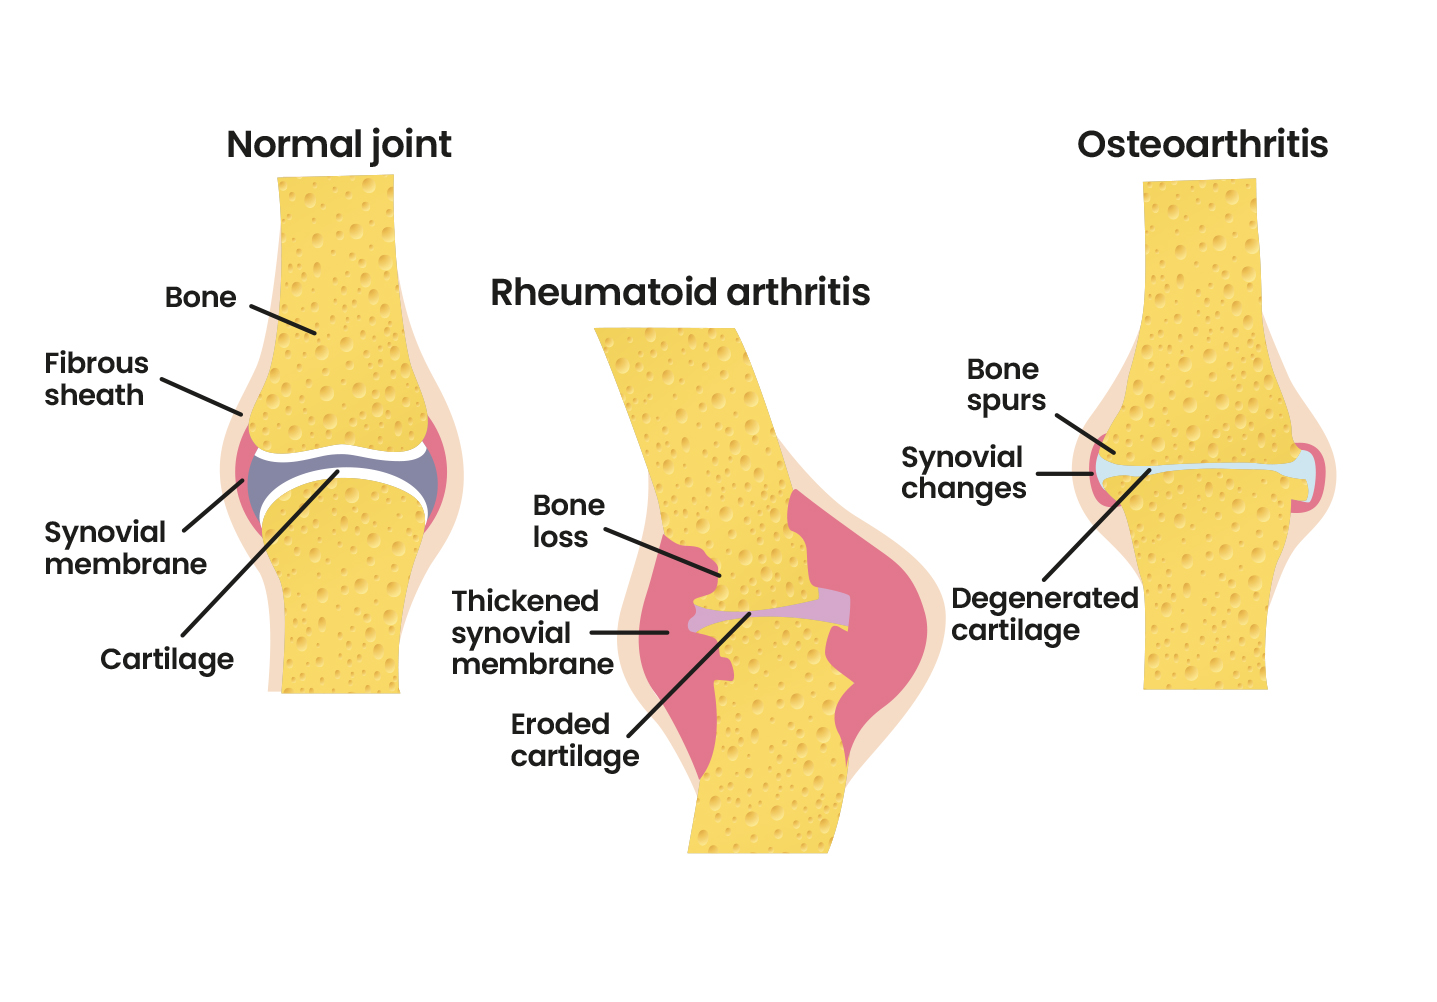 Normal joint
Bone
Fibrous
sheath
Synovial
membrane
Cartilage
Rheumatoid arthritis
Bone
loss
Thickened
synovial
membrane
Eroded
cartilage
Osteoarthritis
Bone
spurs
Synovial
changes
Degenerated
cartilage